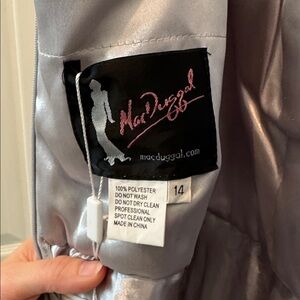 Mac Duggal
macduggal.com
100% POLYESTER
DO NOT WASH
DO NOT DRY CLEAN
PROFESSIONAL
SPOT CLEAN ONLY
MADE IN CHINA
14